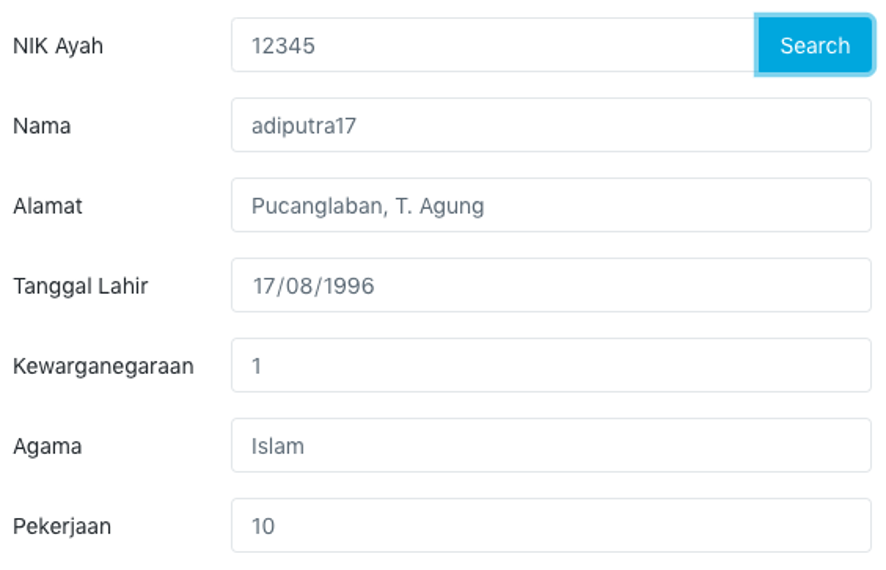 NIK Ayah 12345 Search
Nama adiputra17
Alamat Pucanglaban, T. Agung
Tanggal Lahir 17/08/1996
Kewarganegaraan 1
Agama Islam
Pekerjaan 10